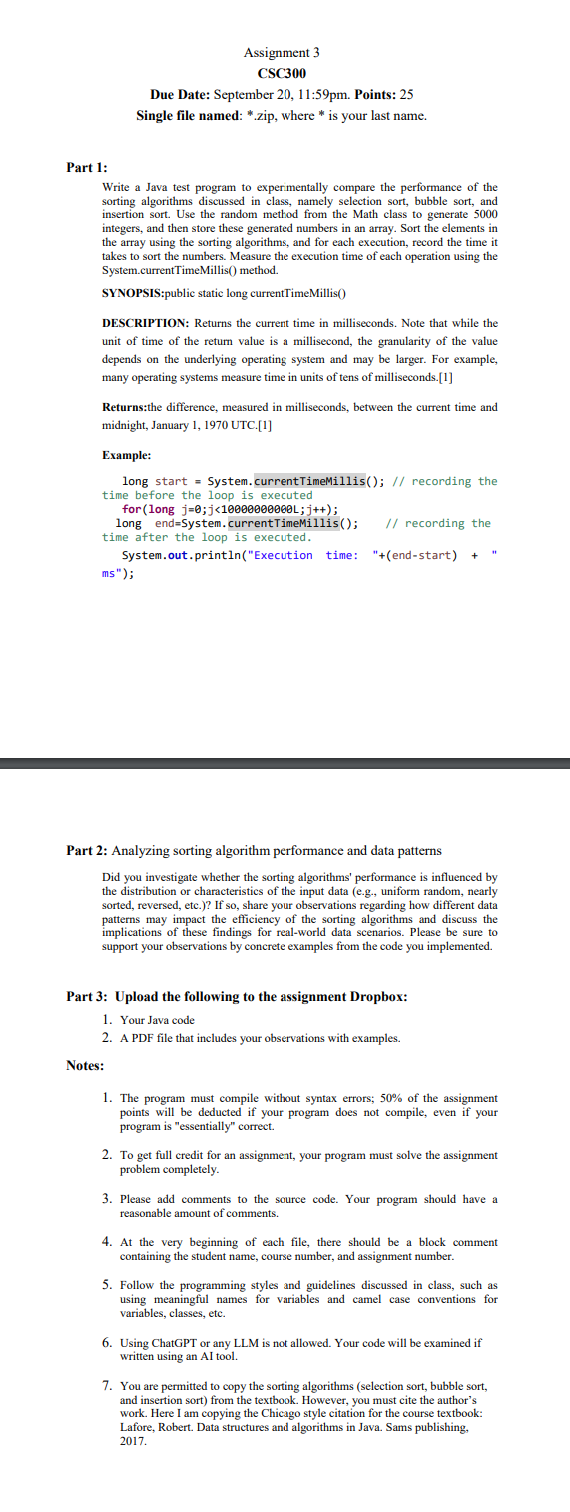 Assignment 3
CSC300
Due Date: September 20, 11:59pm. Points: 25
Single file named: *.zip, where * is your last name.
Part 1:
Write a Java test program to experimentally compare the performance of the
sorting algorithms discussed in class, namely selection sort, bubble sort, and
insertion sort. Use the random method from the Math class to generate 5000
integers, and then store these generated numbers in an array. Sort the elements in
the array using the sorting algorithms, and for each execution, record the time it
takes to sort the numbers. Measure the execution time of each operation using the
System.currentTimeMillis() method.
SYNOPSIS:public static long currentTimeMillis()
DESCRIPTION: Returns the current time in milliseconds. Note that while the
unit of time of the return value is a millisecond, the granularity of the value
depends on the underlying operating system and may be larger. For example,
many operating systems measure time in units of tens of milliseconds.[1]
Returns:the difference, measured in milliseconds, between the current time and
midnight, January 1, 1970 UTC.[1]
Example:
long start = System.currentTimeMillis(); // recording the
time before the loop is executed
for(long j=0;j<10000000000L;j++);
long end=System.currentTimeMillis(); // recording the
time after the loop is executed.
System.out.println("Execution time: "+(end-start) + "
ms");
Part 2: Analyzing sorting algorithm performance and data patterns
Did you investigate whether the sorting algorithms' performance is influenced by
the distribution or characteristics of the input data (e.g., uniform random, nearly
sorted, reversed, etc.)? If so, share your observations regarding how different data
patterns may impact the efficiency of the sorting algorithms and discuss the
implications of these findings for real-world data scenarios. Please be sure to
support your observations by concrete examples from the code you implemented.
Part 3: Upload the following to the assignment Dropbox:
1. Your Java code
2. A PDF file that includes your observations with examples.
Notes:
1. The program must compile without syntax errors; 50% of the assignment
points will be deducted if your program does not compile, even if your
program is "essentially" correct.
2. To get full credit for an assignment, your program must solve the assignment
problem completely.
3. Please add comments to the source code. Your program should have a
reasonable amount of comments.
4. At the very beginning of each file, there should be a block comment
containing the student name, course number, and assignment number.
5. Follow the programming styles and guidelines discussed in class, such as
using meaningful names for variables and camel case conventions for
variables, classes, etc.
6. Using ChatGPT or any LLM is not allowed. Your code will be examined if
written using an AI tool.
7. You are permitted to copy the sorting algorithms (selection sort, bubble sort,
and insertion sort) from the textbook. However, you must cite the author's
work. Here I am copying the Chicago style citation for the course textbook:
Lafore, Robert. Data structures and algorithms in Java. Sams publishing,
2017.